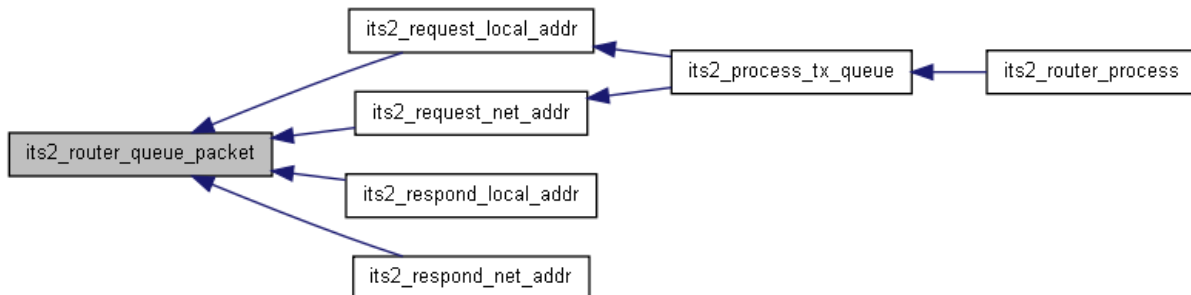 its2_request_local_addr
its2_process_tx_queue
its2_router_process
its2_request_net_addr
its2_router_queue_packet
its2_respond_local_addr
its2_respond_net_addr